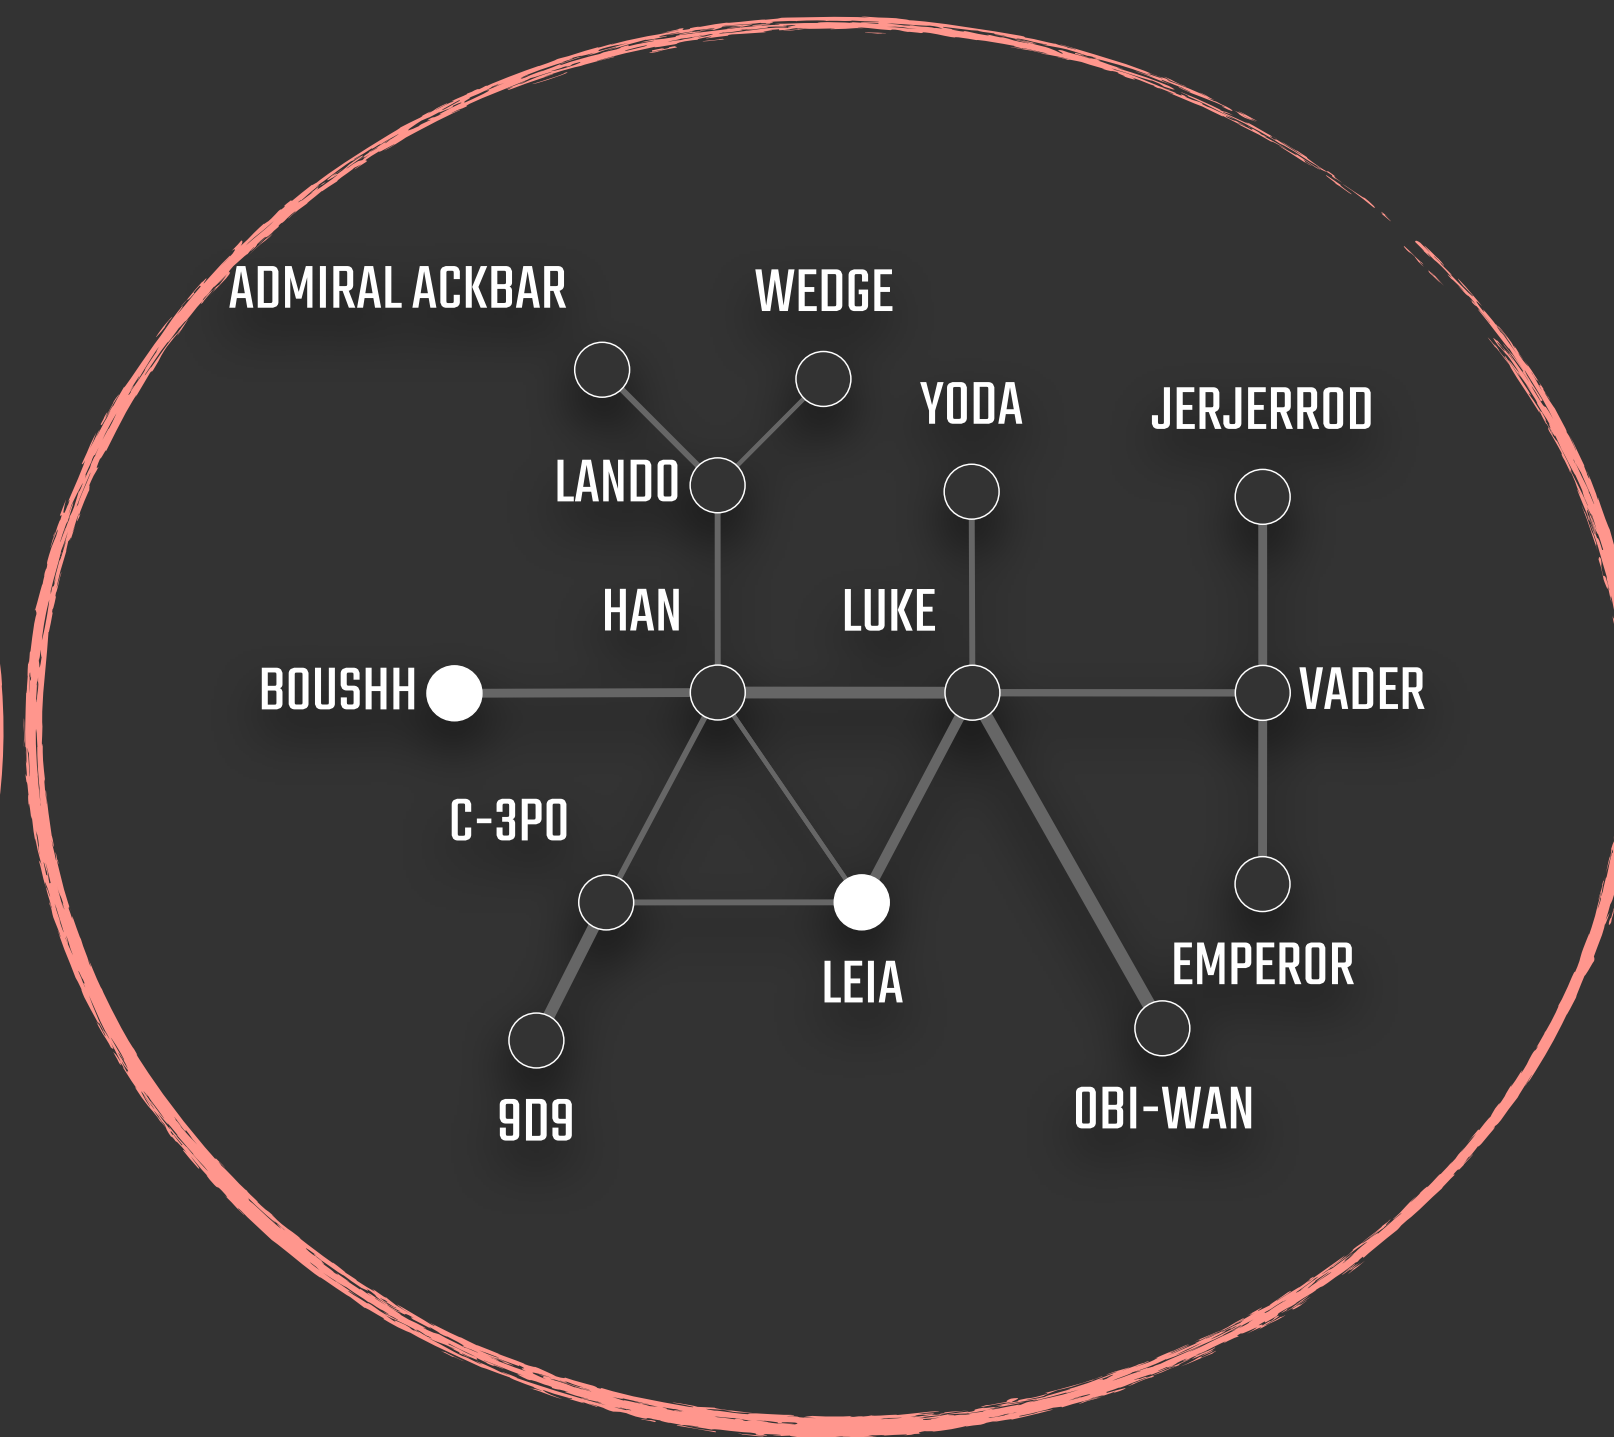 ADMIRAL ACKBAR
WEDGE
YODA
JERJERROD
LANDO
HAN
LUKE
BOUSHH
VADER
C-3PO
LEIA
EMPEROR
9D9
OBI-WAN